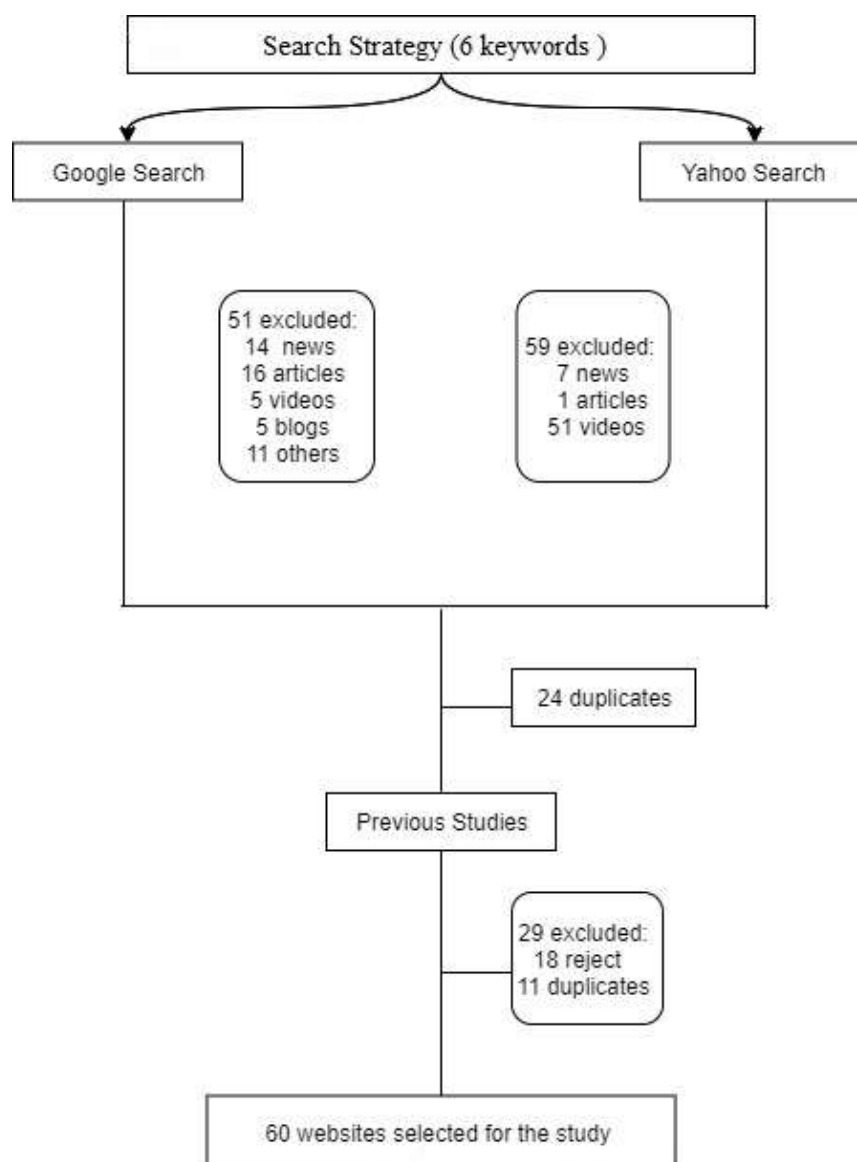 Search Strategy (6 keywords )
Google Search
Yahoo Search
51 excluded:
14 news
16 articles
5 videos
5 blogs
11 others
59 excluded:
7 news
1 articles
51 videos
24 duplicates
Previous Studies
29 excluded:
18 reject
11 duplicates
60 websites selected for the study